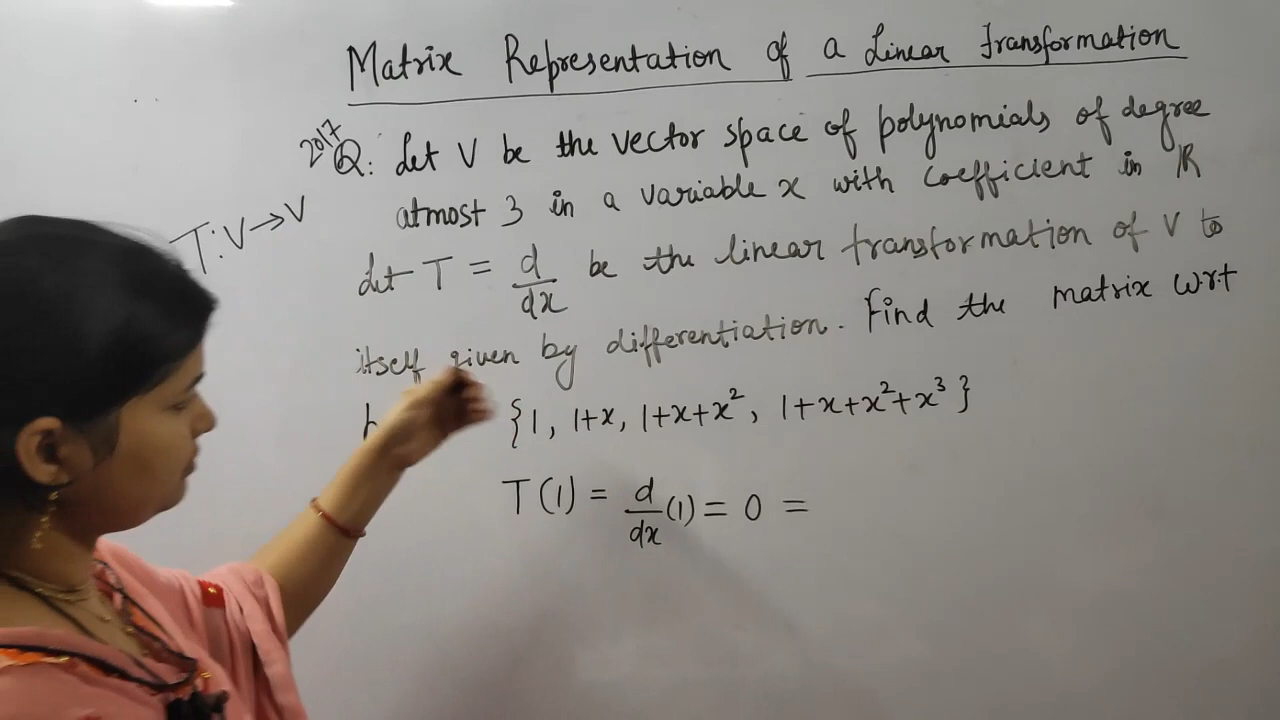 Matrix Representation of a Linear Transformation
2017
Q: Let V be the vector space of polynomials of degree
atmost 3 in a variable x with coefficient in ℝ
T: V → V
Let T = d/dx be the linear transformation of V to
itself given by differentiation. Find the matrix w.r.t
{1, 1+x, 1+x+x², 1+x+x²+x³}
T(1) = d/dx (1) = 0 =